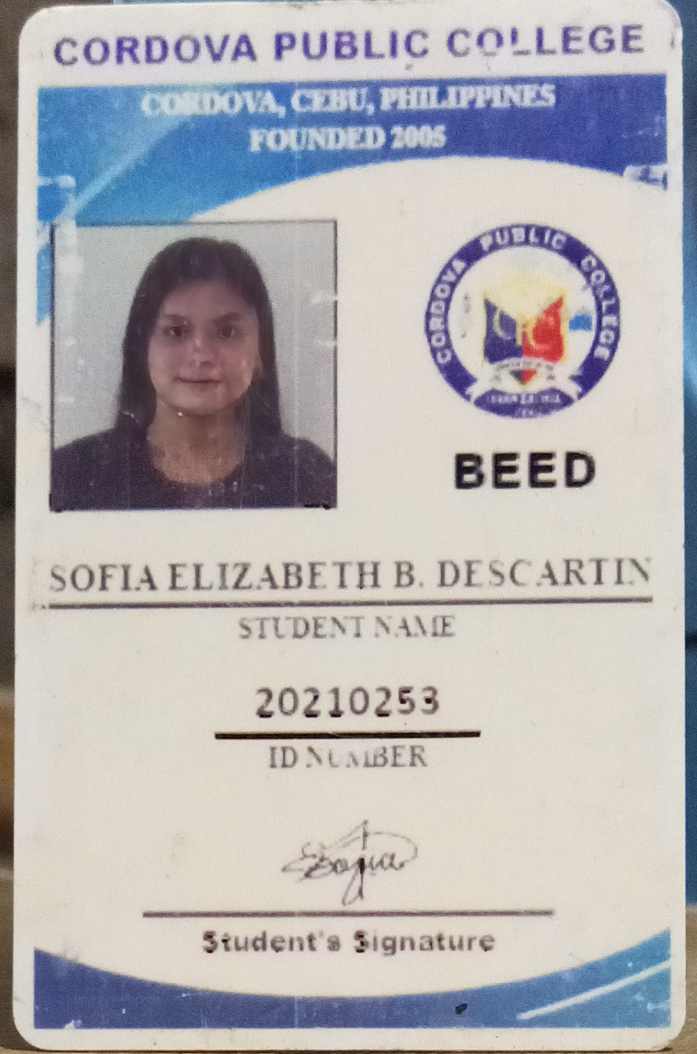 CORDOVA PUBLIC COLLEGE
CORDOVA, CEBU, PHILIPPINES
FOUNDED 2005
CORDOVA PUBLIC COLLEGE
BEED
SOFIA ELIZABETH B. DESCARTIN
STUDENT NAME
20210253
ID NUMBER
Sofia
Student's Signature